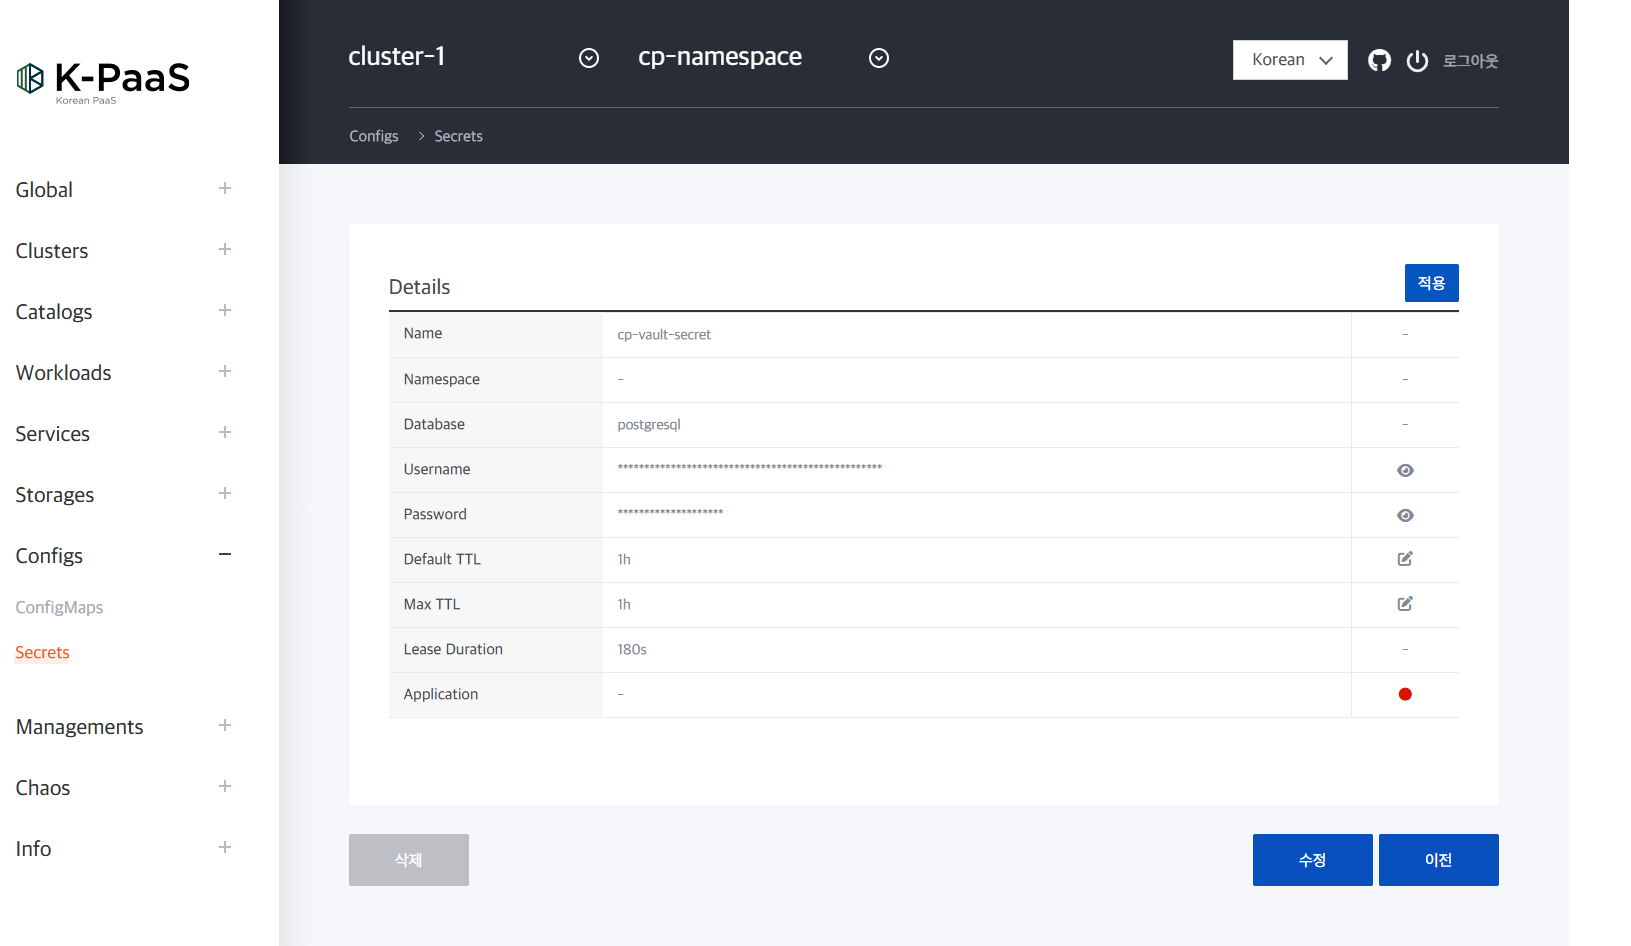 K-PaaS
Korean PaaS
cluster-1
cp-namespace
Korean
로그아웃
Configs > Secrets
Global
Clusters
Catalogs
Workloads
Services
Storages
Configs
ConfigMaps
Secrets
Managements
Chaos
Info
Details
적용
Name cp-vault-secret -
Namespace - -
Database postgresql -
Username **************************************************
Password ********************
Default TTL 1h
Max TTL 1h
Lease Duration 180s -
Application -
삭제
수정
이전